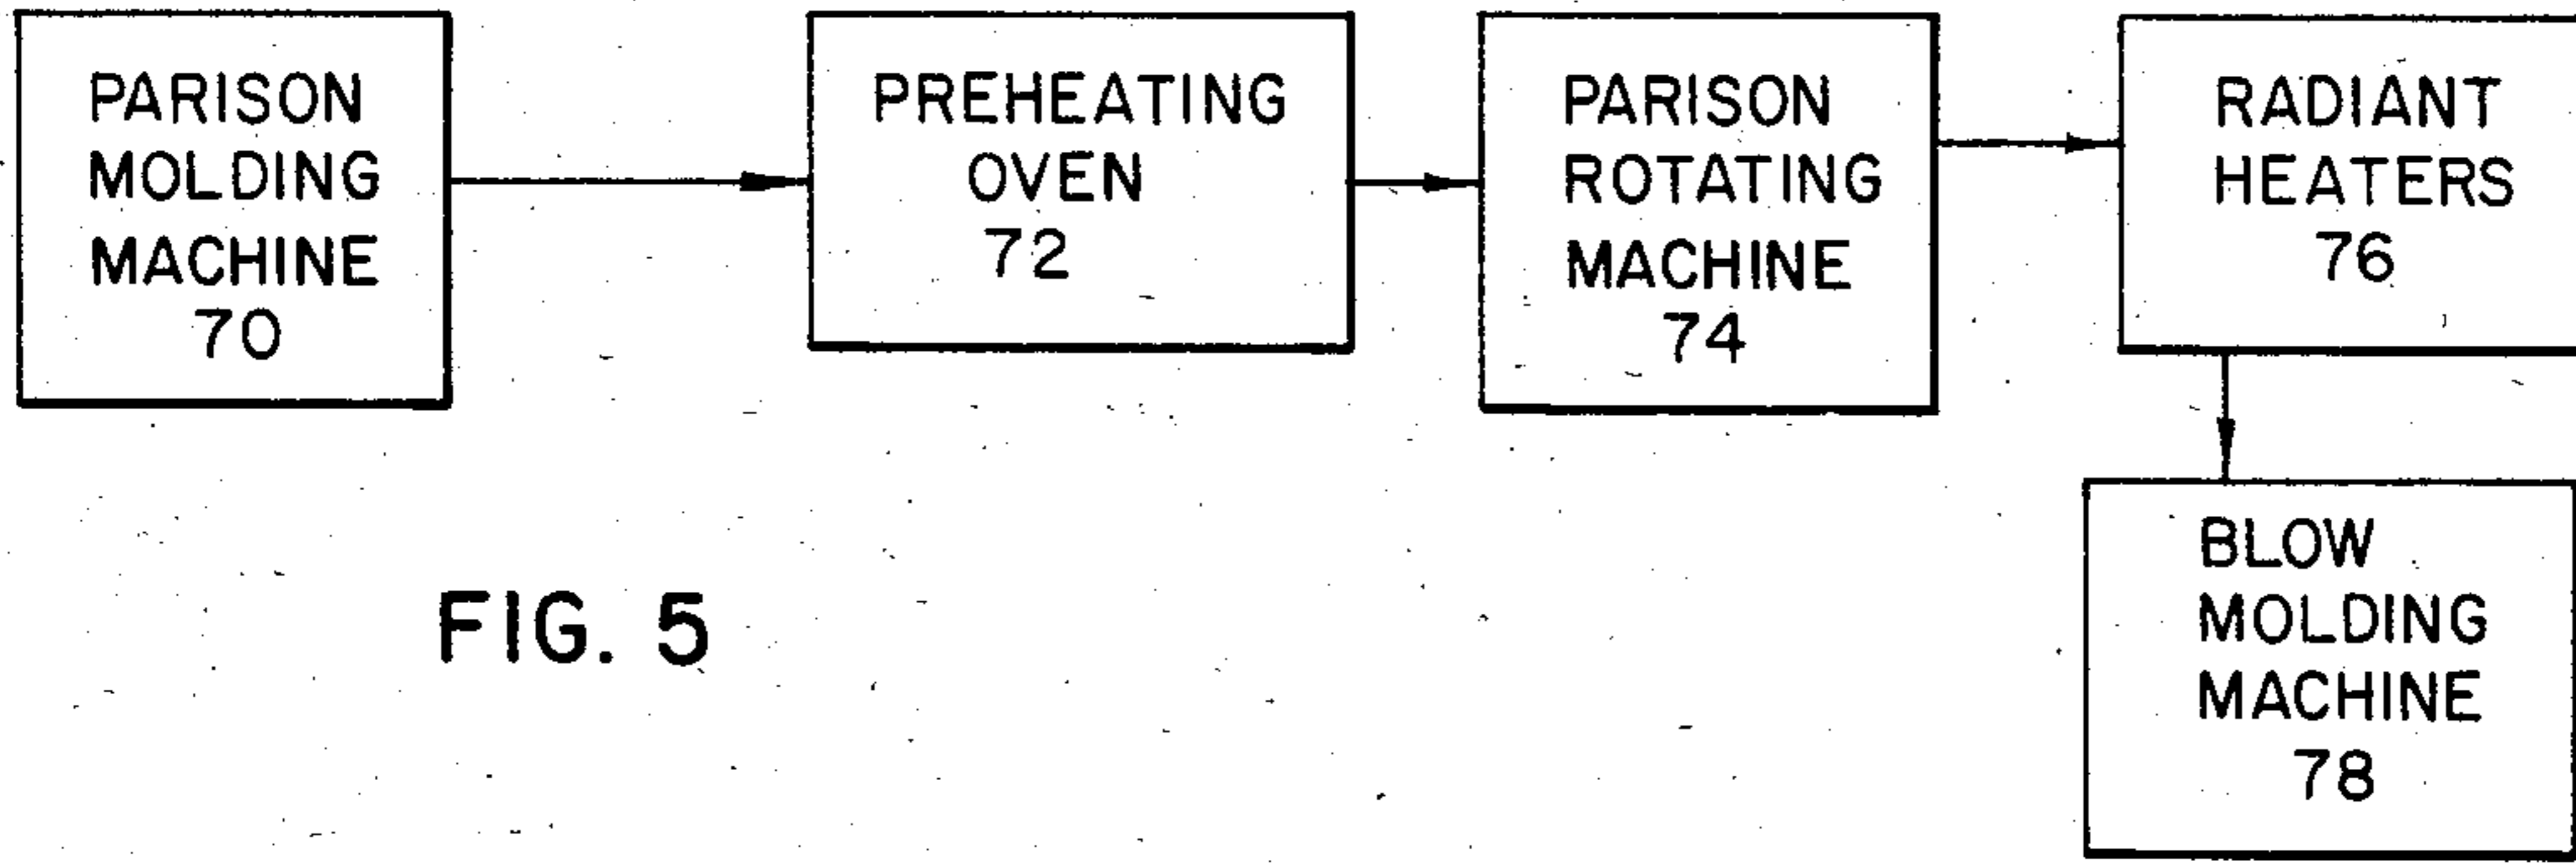 PARISON
MOLDING
MACHINE
70
PREHEATING
OVEN
72
PARISON
ROTATING
MACHINE
74
RADIANT
HEATERS
76
BLOW
MOLDING
MACHINE
78
FIG. 5